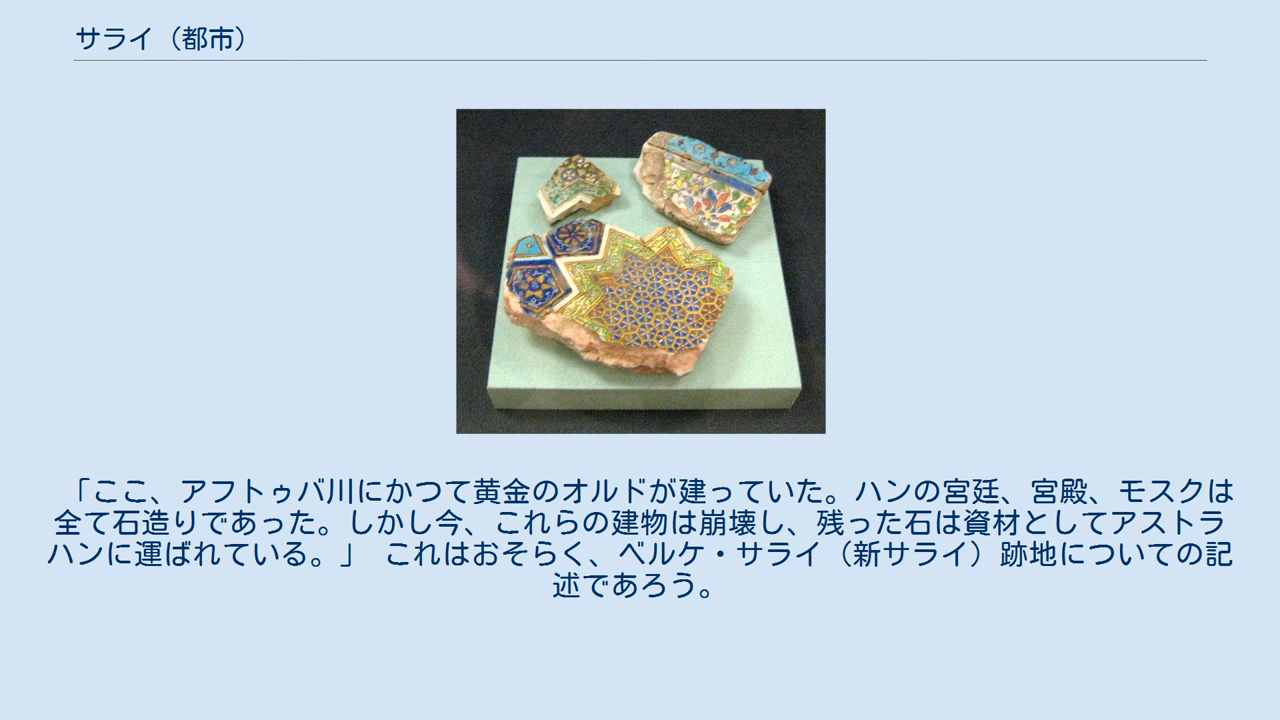 サライ（都市）
「ここ、アフトゥバ川にかつて黄金のオルドが建っていた。ハンの宮廷、宮殿、モスクは
全て石造りであった。しかし今、これらの建物は崩壊し、残った石は資材としてアストラ
ハンに運ばれている。」 これはおそらく、ベルケ・サライ（新サライ）跡地についての記
述であろう。